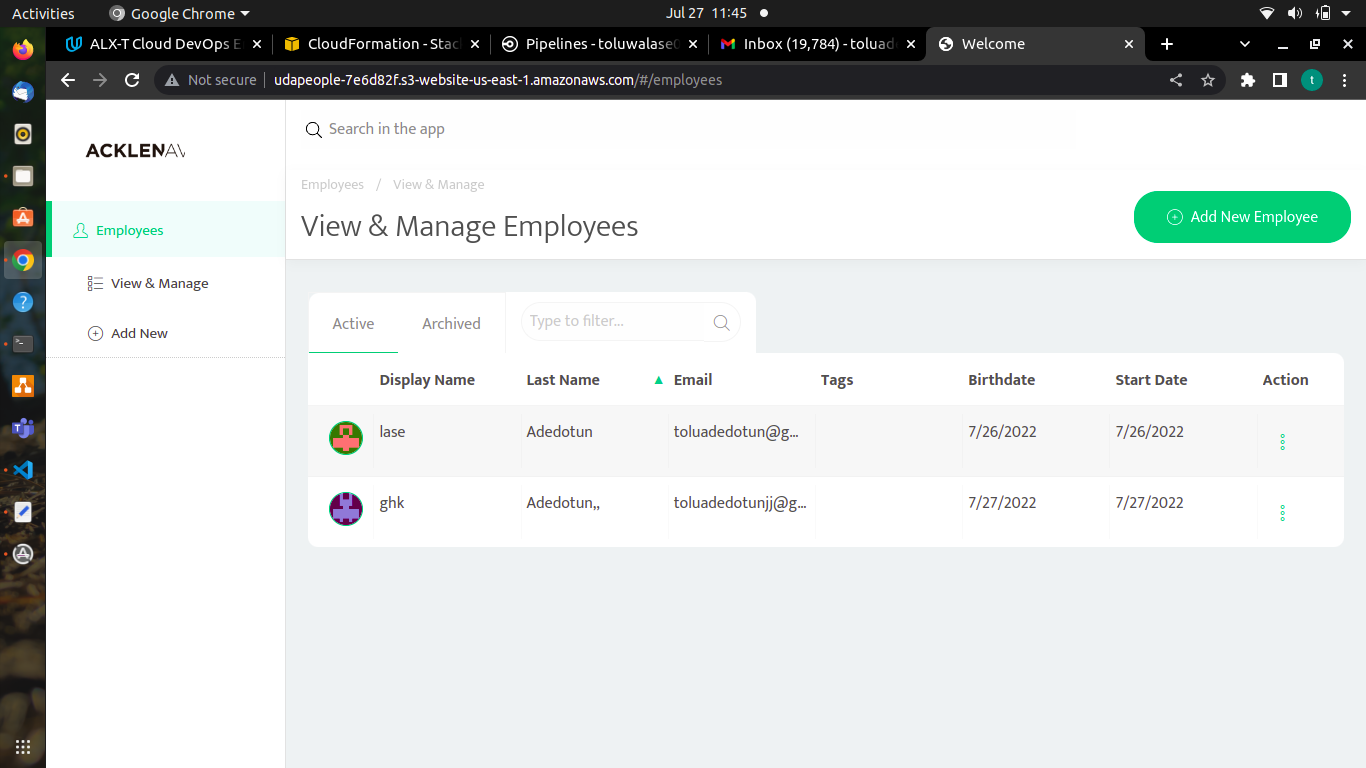 Activities Google Chrome Jul 27 11:45
ALX-T Cloud DevOps E CloudFormation - Stac Pipelines - toluwalase0 Inbox (19,784) - toluad Welcome
Not secure udapeople-7e6d82f.s3-website-us-east-1.amazonaws.com/#/employees t
ACKLENAV
Search in the app
Employees / View & Manage
View & Manage Employees
Add New Employee
Employees
View & Manage
Add New
Active Archived Type to filter...
Display Name Last Name ▲ Email Tags Birthdate Start Date Action
lase Adedotun toluadedotun@g... 7/26/2022 7/26/2022
ghk Adedotun,, toluadedotunjj@g... 7/27/2022 7/27/2022